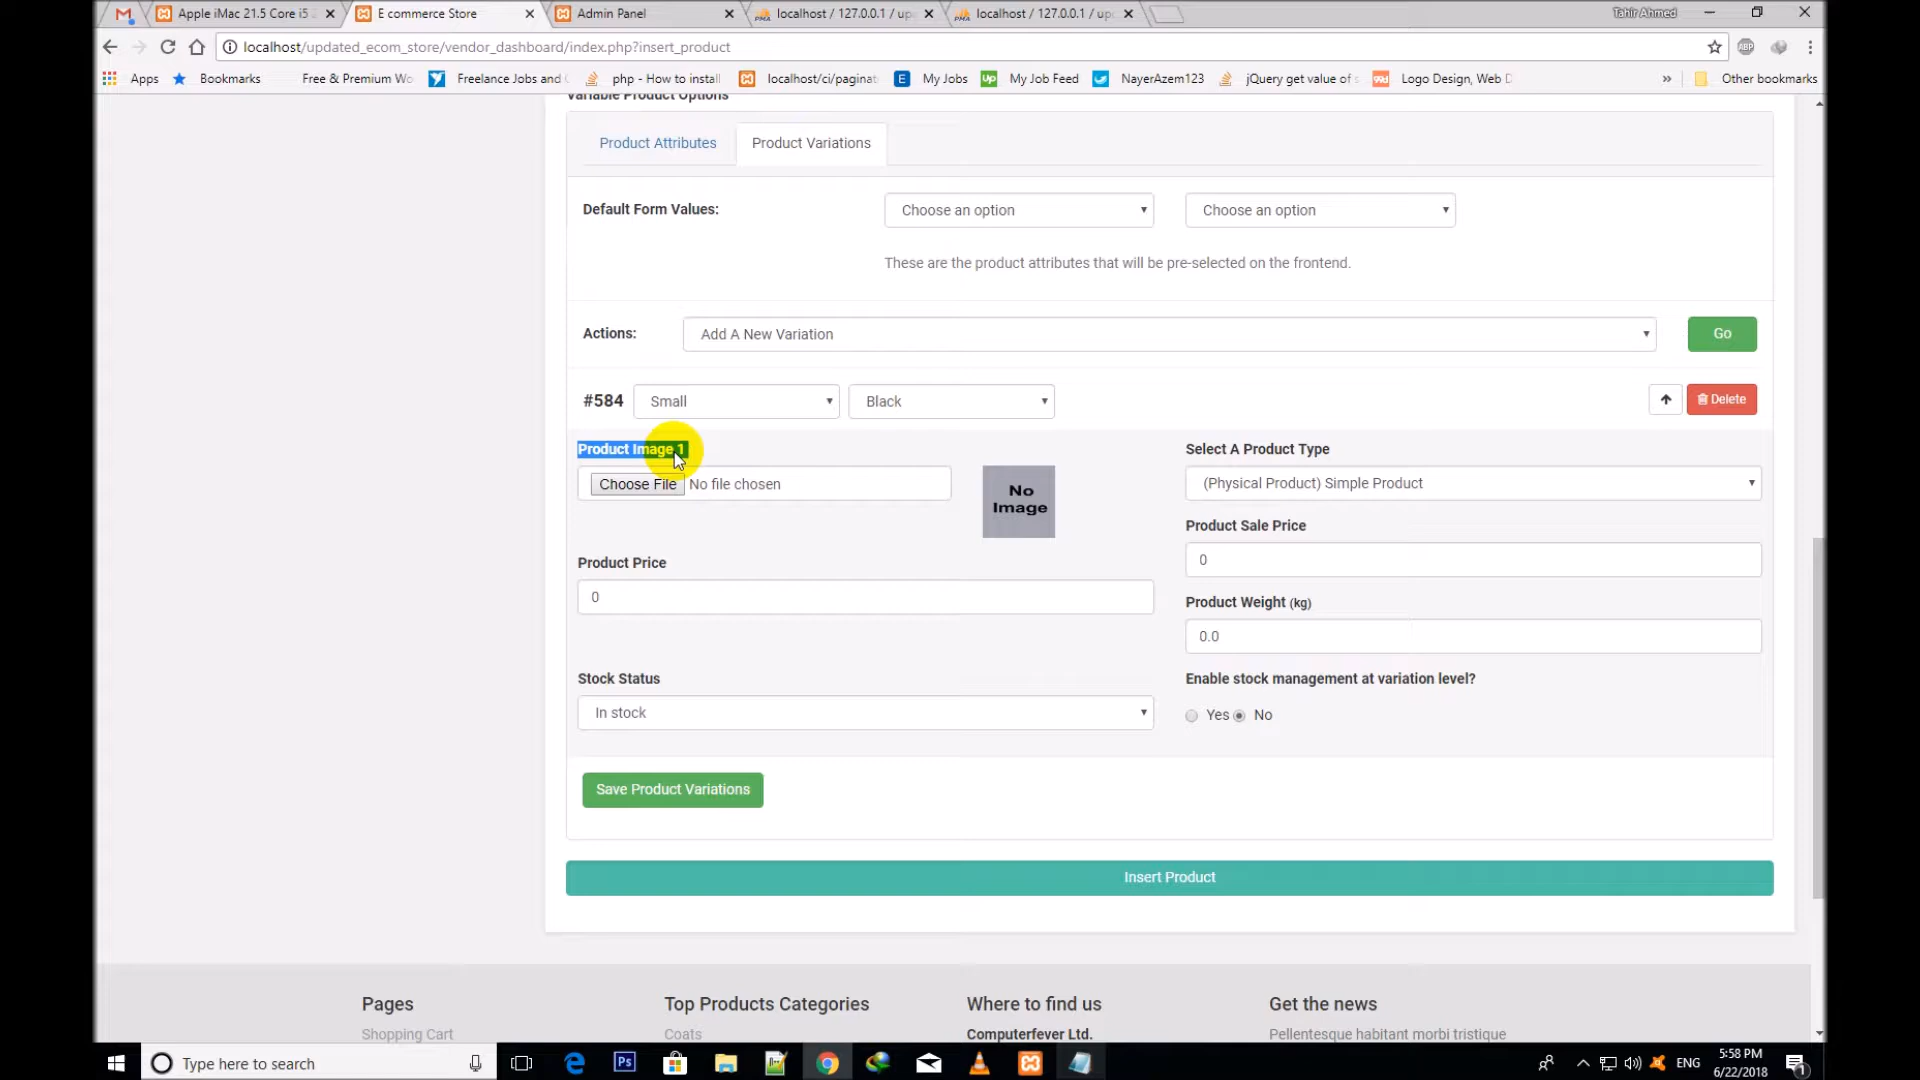 Apple iMac 21.5 Core i5
E commerce Store
Admin Panel
localhost / 127.0.0.1 / up
localhost / 127.0.0.1 / up
Tahir Ahmed
localhost/updated_ecom_store/vendor_dashboard/index.php?insert_product
ABP
Apps
Bookmarks
Free & Premium Wo
Freelance Jobs and
php - How to install
localhost/ci/paginat
My Jobs
My Job Feed
NayerAzem123
jQuery get value of s
Logo Design, Web D
»
Other bookmarks
Variable Product Options
Product Attributes
Product Variations
Default Form Values:
Choose an option
Choose an option
These are the product attributes that will be pre-selected on the frontend.
Actions:
Add A New Variation
Go
#584
Small
Black
Delete
Product Image 1
Choose File No file chosen
No Image
Select A Product Type
(Physical Product) Simple Product
Product Sale Price
0
Product Price
0
Product Weight (kg)
0.0
Stock Status
In stock
Enable stock management at variation level?
Yes No
Save Product Variations
Insert Product
Pages
Top Products Categories
Where to find us
Get the news
Shopping Cart
Coats
Computerfever Ltd.
Pellentesque habitant morbi tristique
Type here to search
ENG
5:58 PM
6/22/2018